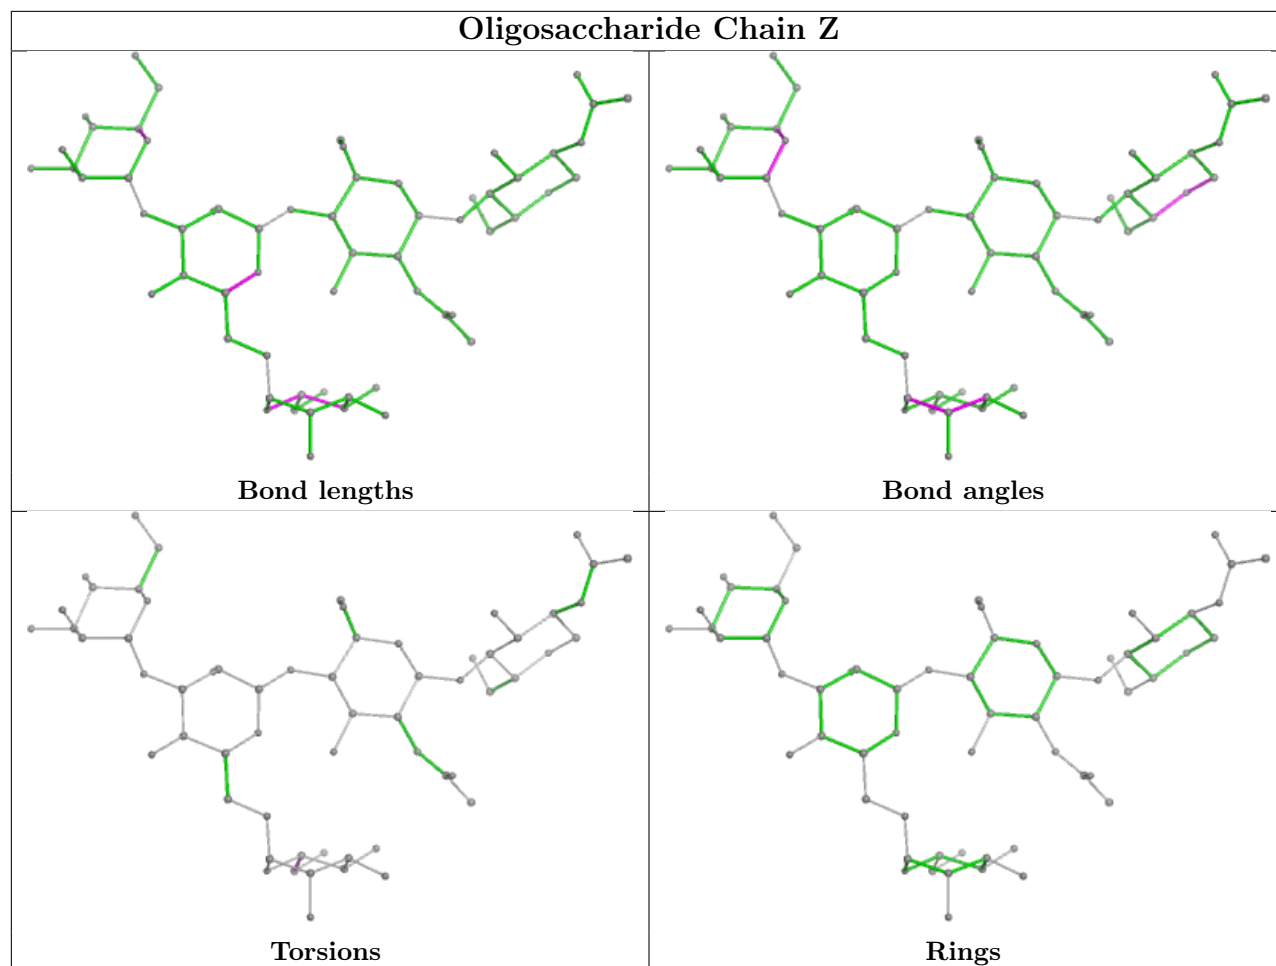 Oligosaccharide Chain Z
Bond lengths
Bond angles
Torsions
Rings